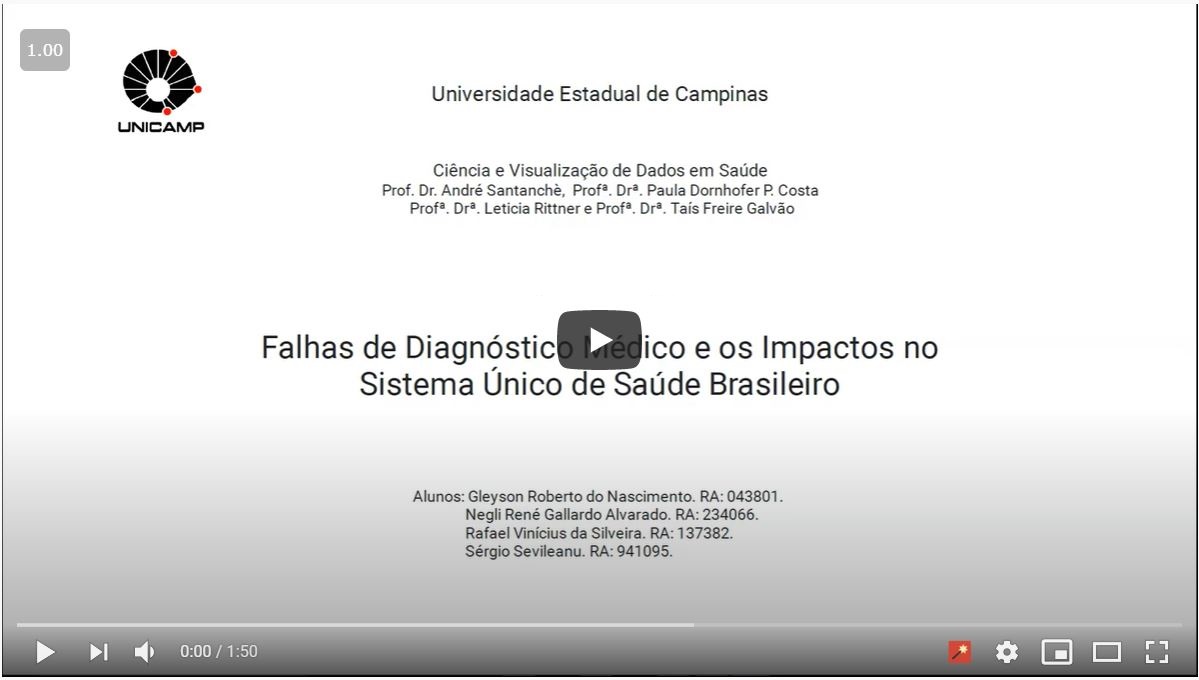 1.00
UNICAMP
Universidade Estadual de Campinas
Ciência e Visualização de Dados em Saúde
Prof. Dr. André Santanchè, Profª. Drª. Paula Dornhofer P. Costa
Profª. Drª. Leticia Rittner e Profª. Drª. Taís Freire Galvão
Falhas de Diagnóstico Médico e os Impactos no
Sistema Único de Saúde Brasileiro
Alunos: Gleyson Roberto do Nascimento. RA: 043801.
Negli René Gallardo Alvarado. RA: 234066.
Rafael Vinícius da Silveira. RA: 137382.
Sérgio Sevileanu. RA: 941095.
0:00 / 1:50